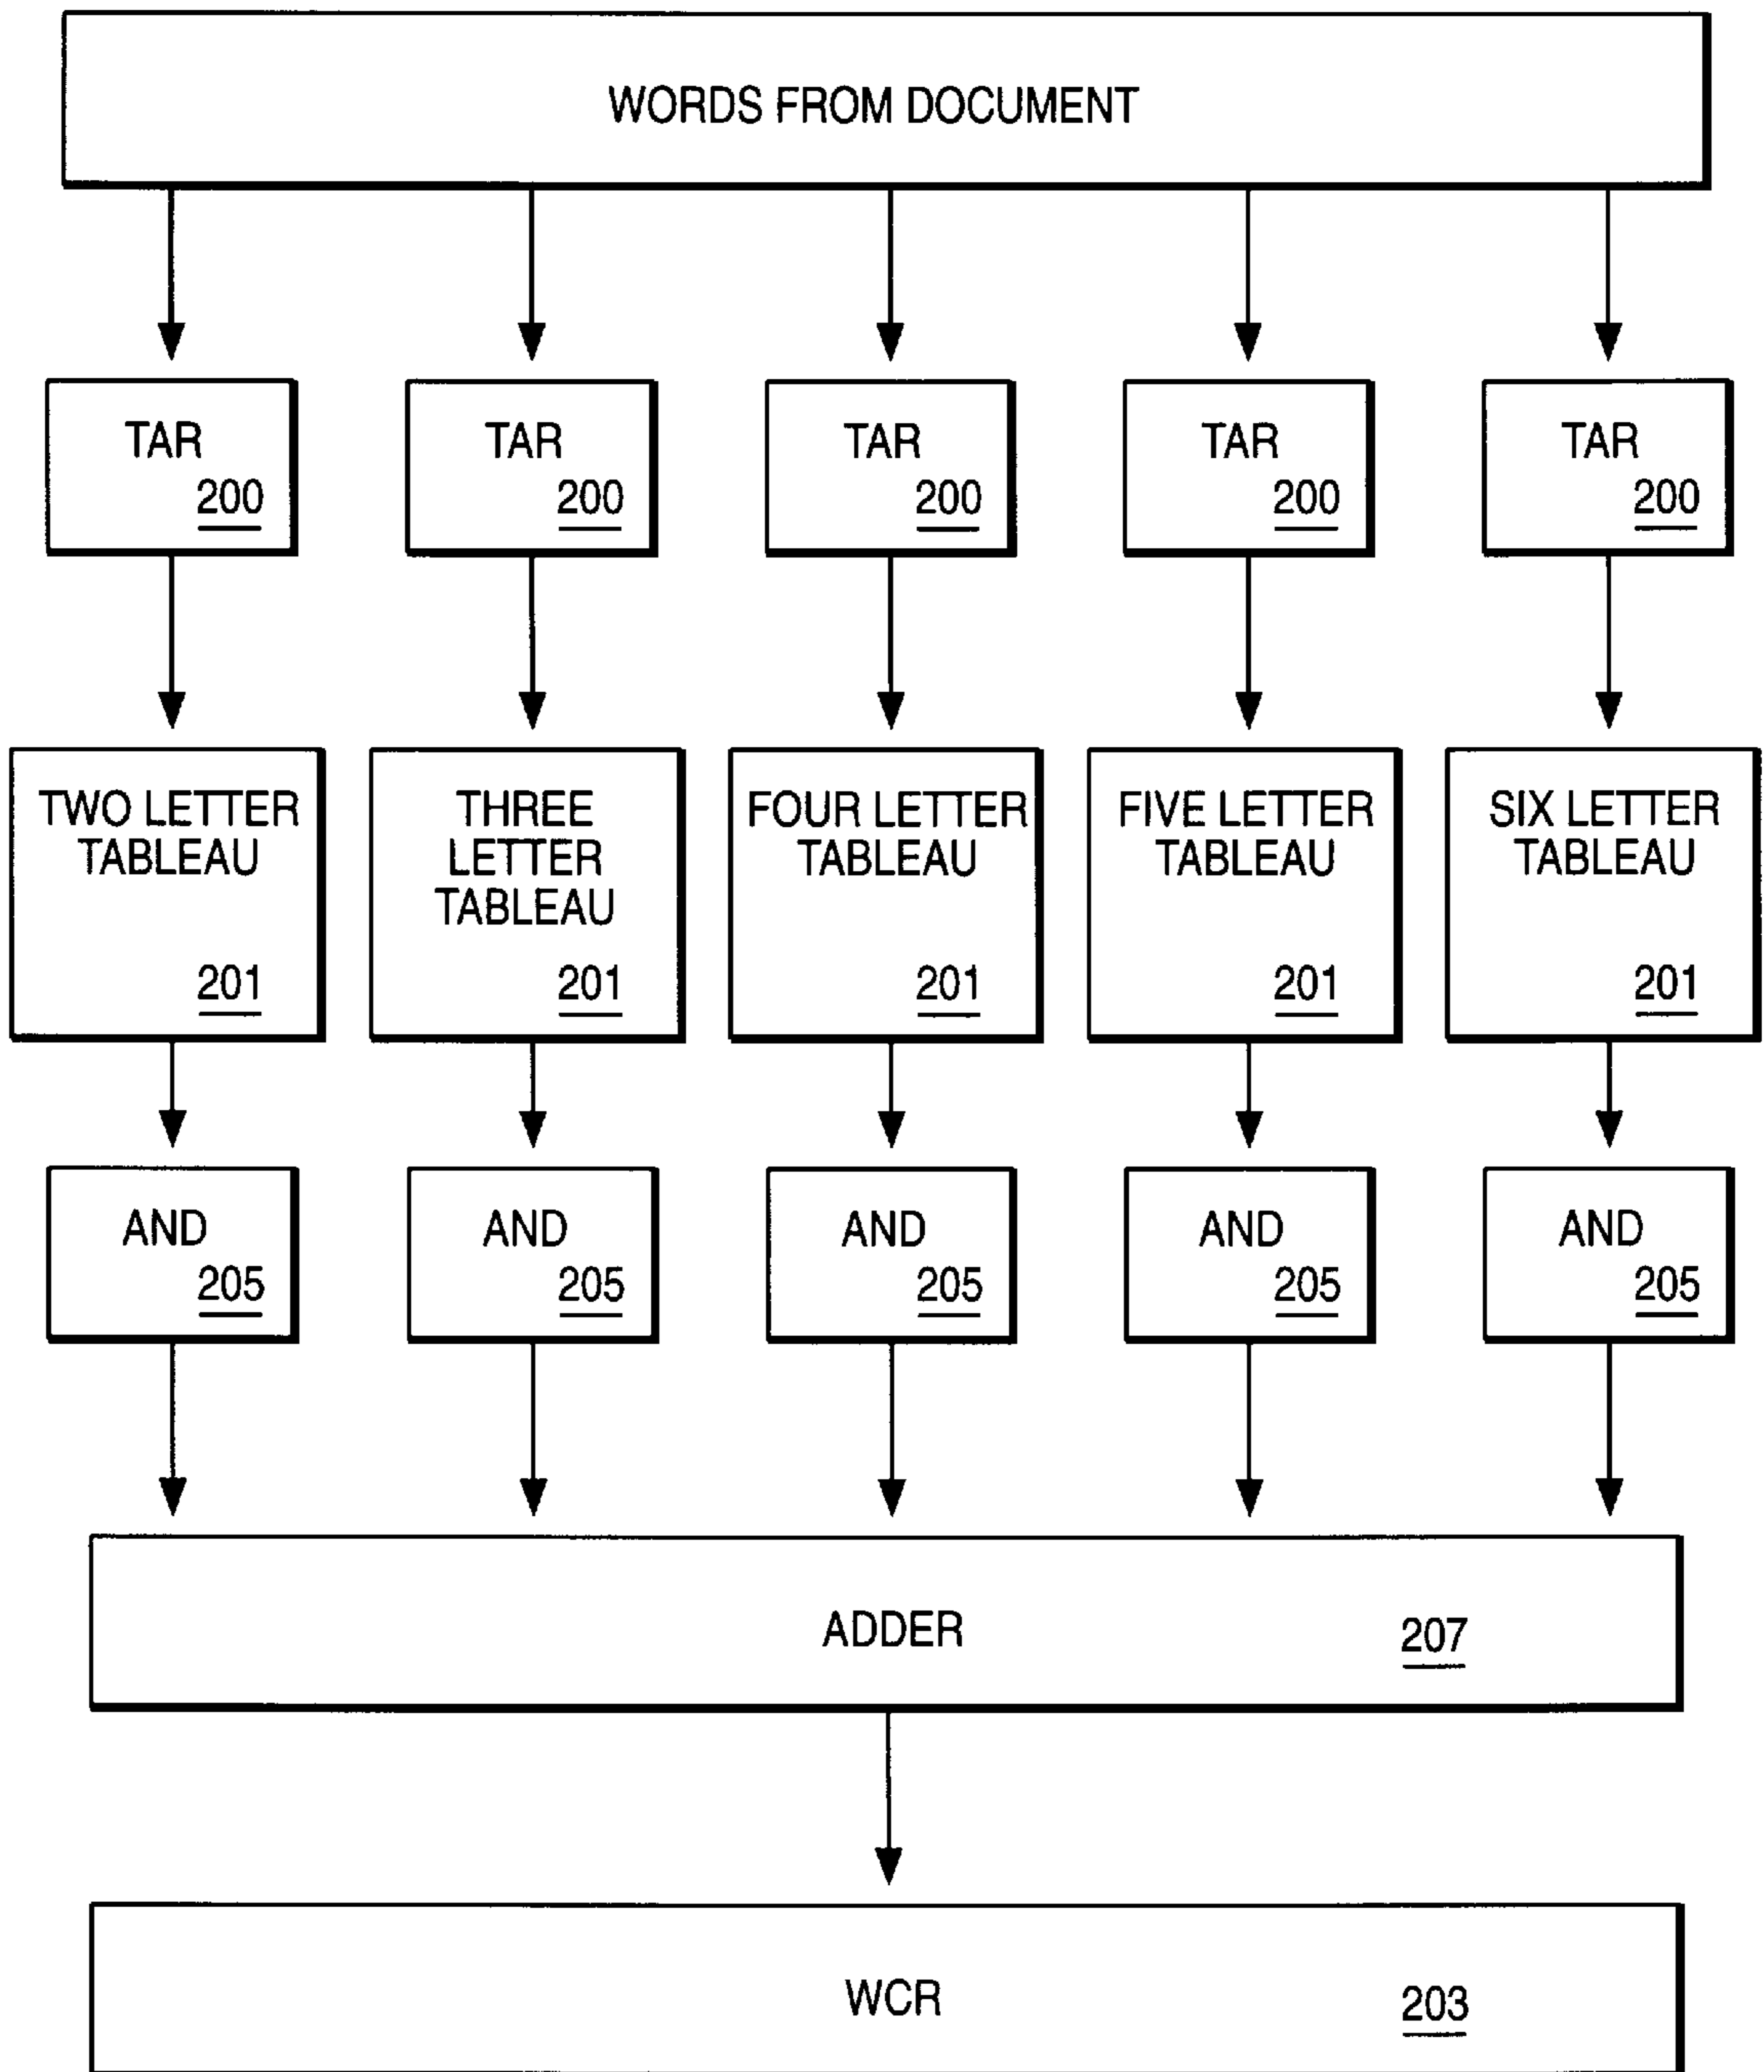 WORDS FROM DOCUMENT
TAR
200
TAR
200
TAR
200
TAR
200
TAR
200
TWO LETTER
TABLEAU
201
THREE
LETTER
TABLEAU
201
FOUR LETTER
TABLEAU
201
FIVE LETTER
TABLEAU
201
SIX LETTER
TABLEAU
201
AND
205
AND
205
AND
205
AND
205
AND
205
ADDER
207
WCR
203